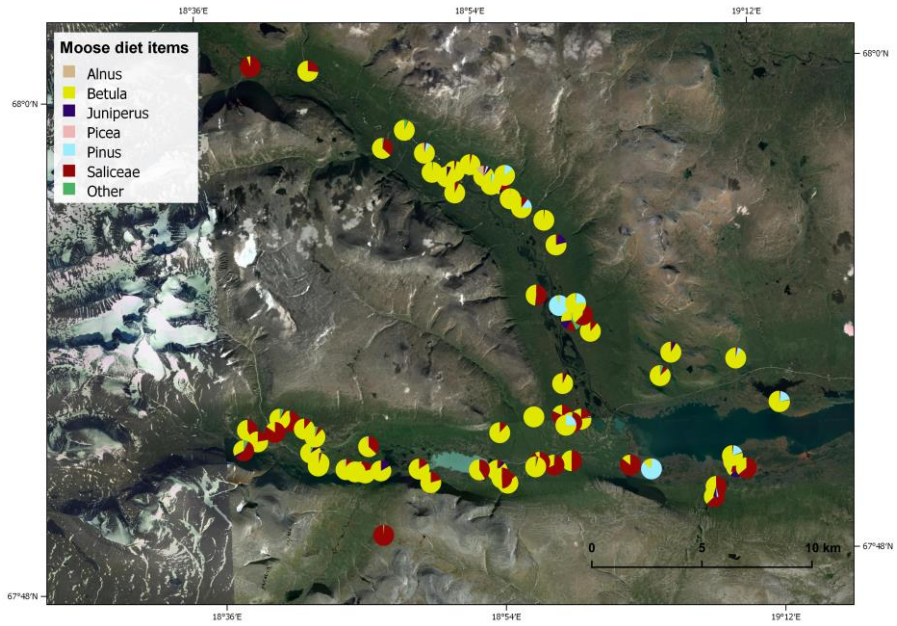 18°36'E 18°54'E 19°12'E
Moose diet items
Alnus
Betula
Juniperus
Picea
Pinus
Saliceae
Other
68°0'N
68°0'N
0 5 10 km
67°48'N
67°48'N
18°36'E 18°54'E 19°12'E